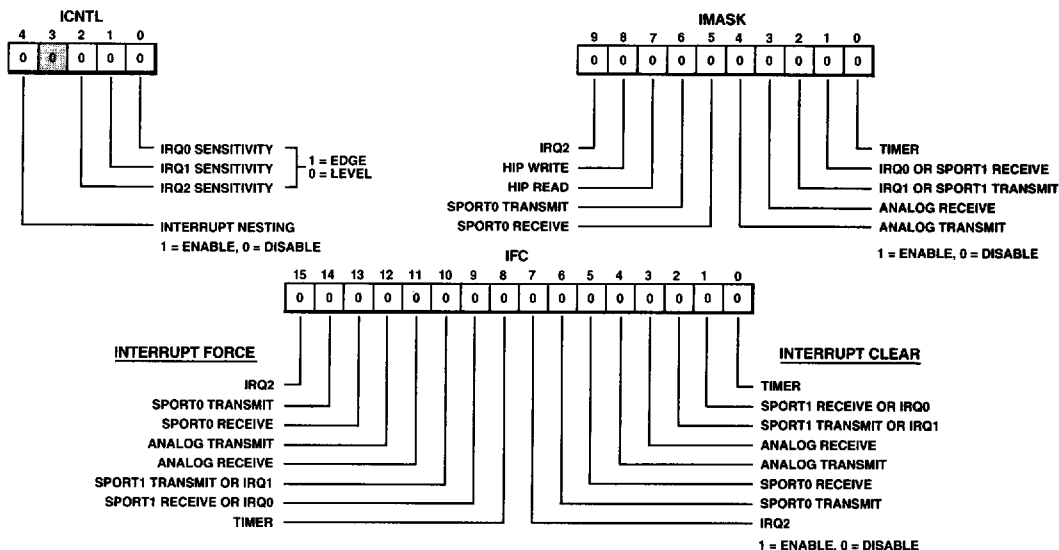 ICNTL
4 3 2 1 0
0 0 0 0 0
IRQ0 SENSITIVITY
IRQ1 SENSITIVITY
IRQ2 SENSITIVITY
1 = EDGE
0 = LEVEL
INTERRUPT NESTING
1 = ENABLE, 0 = DISABLE
IMASK
9 8 7 6 5 4 3 2 1 0
0 0 0 0 0 0 0 0 0 0
IRQ2
HIP WRITE
HIP READ
SPORT0 TRANSMIT
SPORT0 RECEIVE
TIMER
IRQ0 OR SPORT1 RECEIVE
IRQ1 OR SPORT1 TRANSMIT
ANALOG RECEIVE
ANALOG TRANSMIT
1 = ENABLE, 0 = DISABLE
IFC
15 14 13 12 11 10 9 8 7 6 5 4 3 2 1 0
0 0 0 0 0 0 0 0 0 0 0 0 0 0 0 0
INTERRUPT FORCE
IRQ2
SPORT0 TRANSMIT
SPORT0 RECEIVE
ANALOG TRANSMIT
ANALOG RECEIVE
SPORT1 TRANSMIT OR IRQ1
SPORT1 RECEIVE OR IRQ0
TIMER
INTERRUPT CLEAR
TIMER
SPORT1 RECEIVE OR IRQ0
SPORT1 TRANSMIT OR IRQ1
ANALOG RECEIVE
ANALOG TRANSMIT
SPORT0 RECEIVE
SPORT0 TRANSMIT
IRQ2
1 = ENABLE, 0 = DISABLE